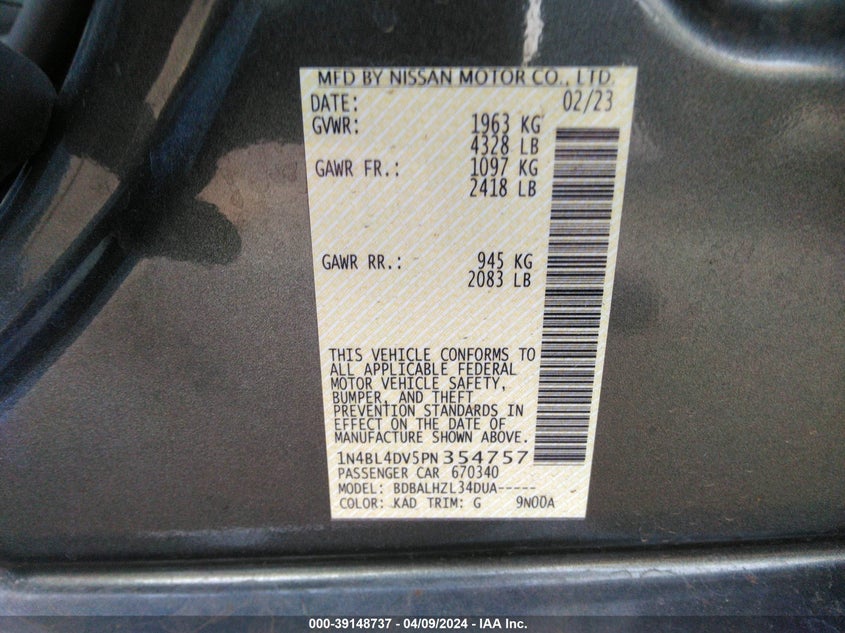 MFD BY NISSAN MOTOR CO., LTD.
DATE: 02/23
GVWR: 1963 KG
4328 LB
GAWR FR.: 1097 KG
2418 LB
GAWR RR.: 945 KG
2083 LB
THIS VEHICLE CONFORMS TO
ALL APPLICABLE FEDERAL
MOTOR VEHICLE SAFETY,
BUMPER, AND THEFT
PREVENTION STANDARDS IN
EFFECT ON THE DATE OF
MANUFACTURE SHOWN ABOVE.
1N4BL4DV5PN354757
PASSENGER CAR 670340
MODEL: BDBALHZL34DUA-----
COLOR: KAD TRIM: G 9N00A
000-39148737 - 04/09/2024 - IAA Inc.